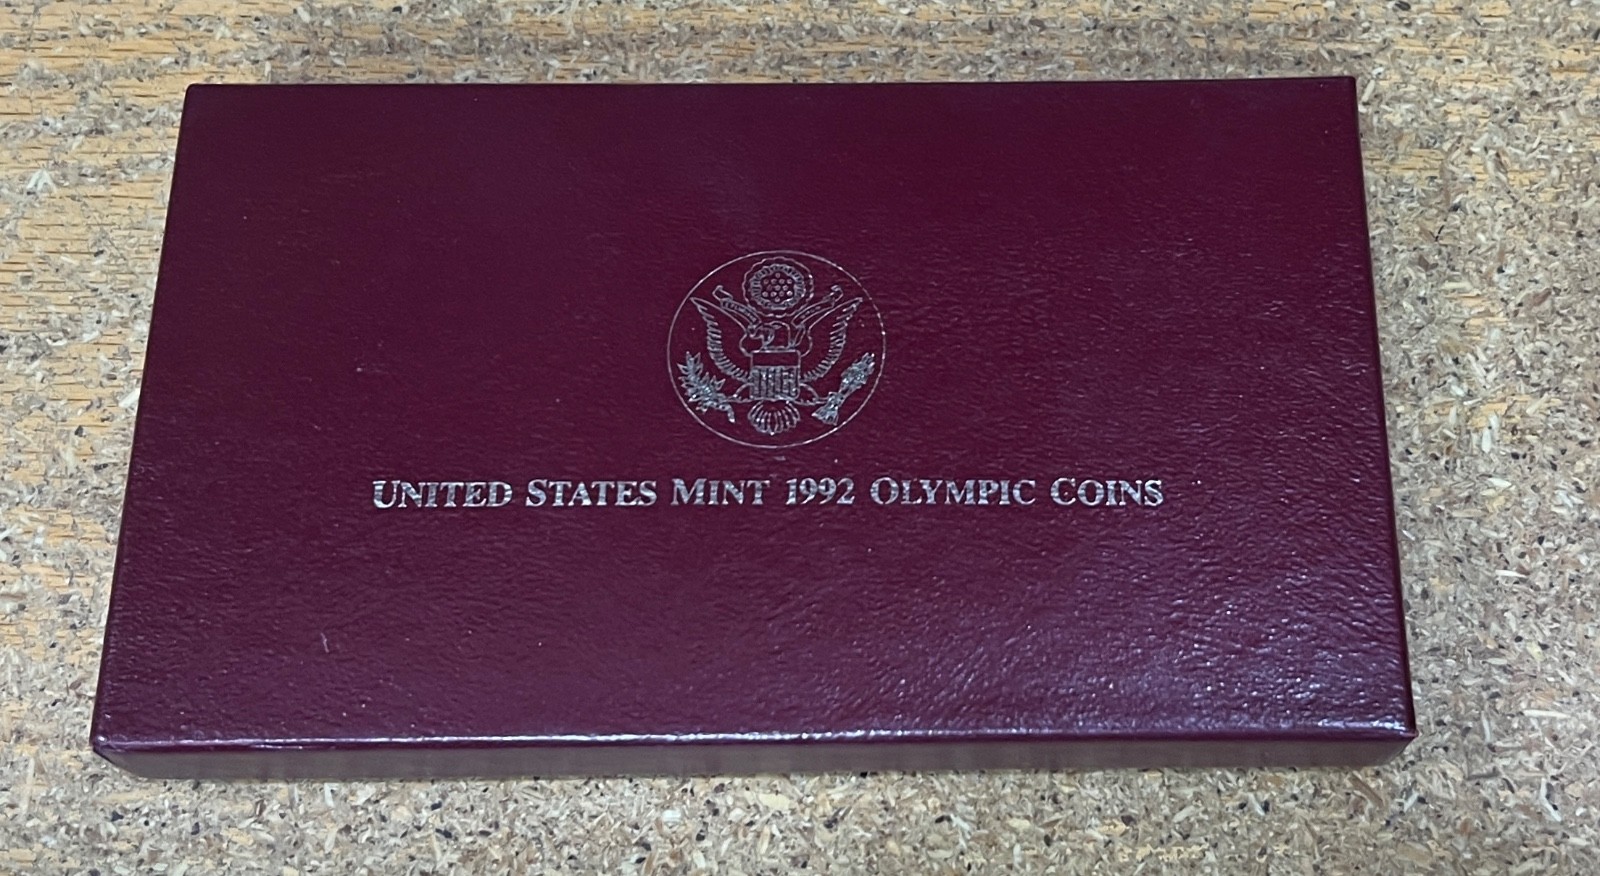 UNITED STATES MINT 1992 OLYMPIC COINS